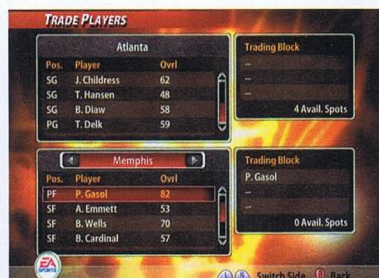 TRADE PLAYERS
Atlanta
Pos. Player Ovrl
SG J. Childress 62
SG T. Hansen 48
SG B. Diaw 58
PG T. Delk 59
Trading Block
--
--
--
4 Avail. Spots
Memphis
Pos. Player Ovrl
PF P. Gasol 82
SF A. Emmett 53
SF B. Wells 70
SF B. Cardinal 57
Trading Block
P. Gasol
--
--
0 Avail. Spots
EA
SPORTS
Switch Side B Back